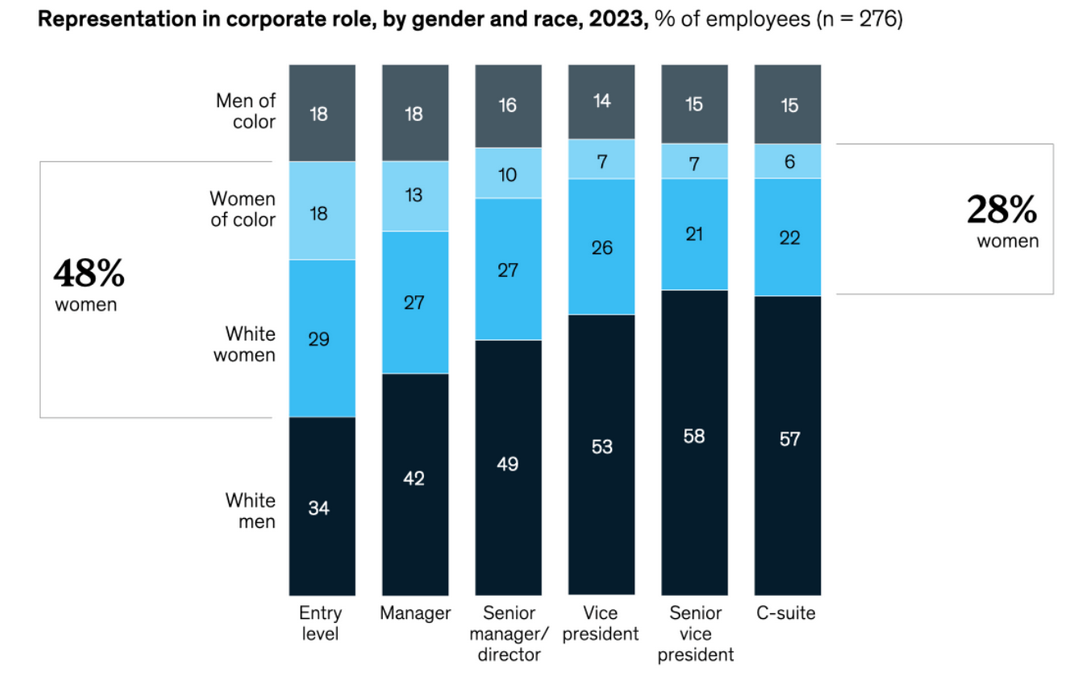 Representation in corporate role, by gender and race, 2023, % of employees (n = 276)
Men of
color
18
18
16
14
15
15
Women
of color
18
13
10
7
7
6
48%
women
28%
women
White
women
29
27
27
26
21
22
White
men
34
42
49
53
58
57
Entry
level
Manager
Senior
manager/
director
Vice
president
Senior
vice
president
C-suite